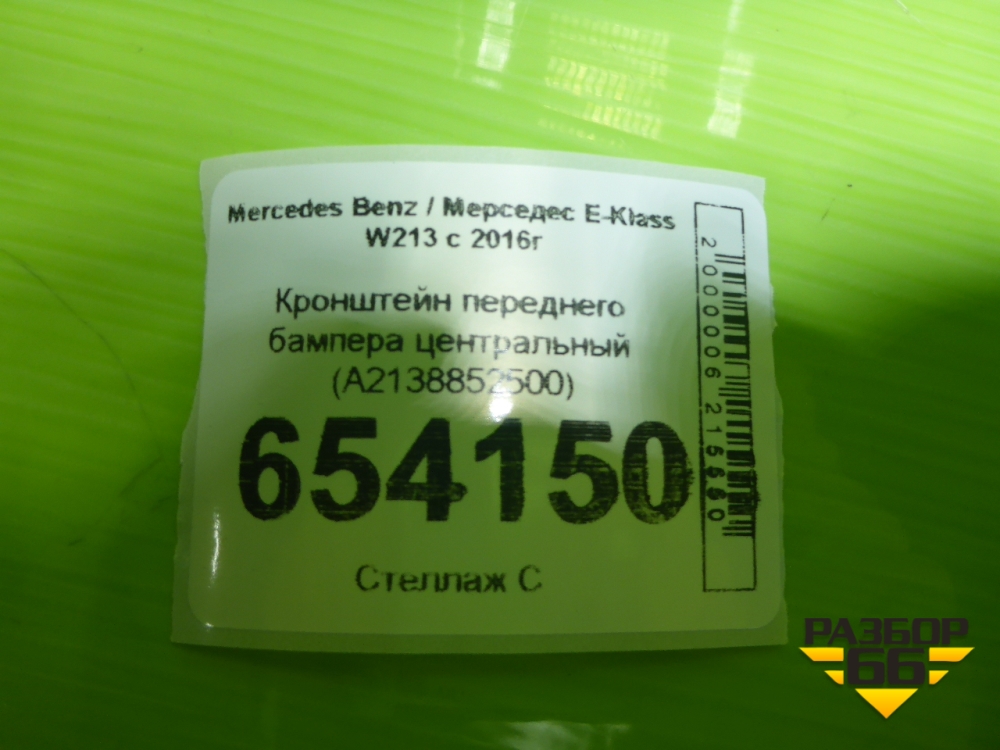 Mercedes Benz / Мерседес E-Klass
W213 с 2016г
Кронштейн переднего
бампера центральный
(A2138852500)
654150
Стеллаж С
2000006215660
РАЗБОР
66